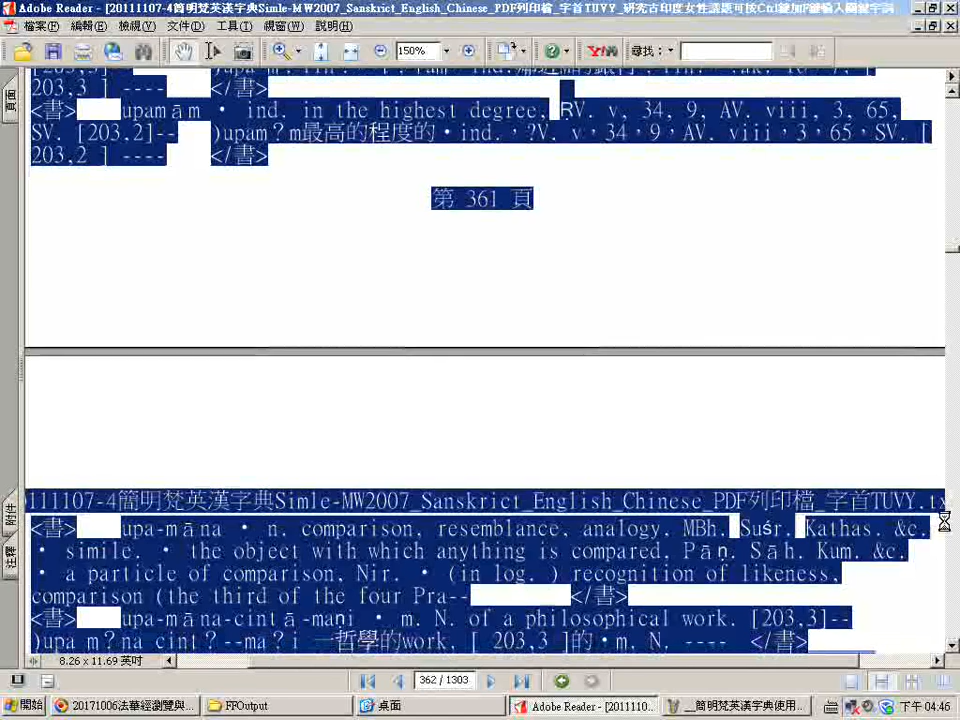 Adobe Reader - [20111107-4簡明梵英漢字典Simle-MW2007_Sanskrict_English_Chinese_PDF列印檔_字首TUVY_研究古印度女性議題可按Ctrl鍵加F鍵輸入關鍵字詞
檔案(F) 編輯(E) 檢視(V) 文件(D) 工具(T) 視窗(W) 說明(H)
150% 尋找:
頁面
203,3 ] ---- </書>
<書> upamām • ind. in the highest degree, RV. v, 34, 9, AV. viii, 3, 65,
SV. [203,2]-- )upam?m最高的程度的•ind.,?V. v,34,9,AV. viii,3,65,SV. [
203,2 ] ---- </書>
第 361 頁
111107-4簡明梵英漢字典Simle-MW2007_Sanskrict_English_Chinese_PDF列印檔_字首TUVY.tx
附件
<書> upa-māna • n. comparison, resemblance, analogy, MBh. Suśr. Kathas. &c.
• simile. • the object with which anything is compared, Pāṇ. Sāh. Kum. &c.
• a particle of comparison, Nir. • (in log. ) recognition of likeness,
comparison (the third of the four Pra-- </書>
注釋
<書> upa-māna-cintā-maṇi • m. N. of a philosophical work. [203,3]--
)upa m?na cint?--ma?i 一哲學的work, [ 203,3 ]的•m. N. ---- </書>
8.26 x 11.69 英吋
362 / 1303
開始 20171006法華經瀏覽與... FFOutput 桌面 Adobe Reader - [201110... __簡明梵英字典使用... 下午 04:46